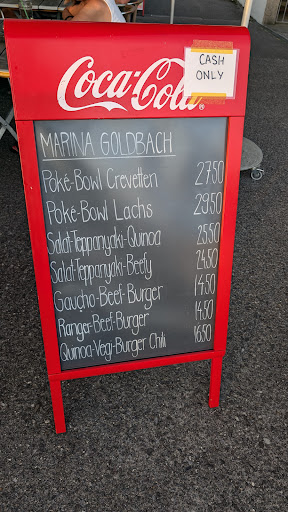 Coca-Cola®
CASH
ONLY
MARINA GOLDBACH
Poké-Bowl Crevetten 27.50
Poké-Bowl Lachs 29.50
Salat-Teppanyaki-Quinoa 25.50
Salat-Teppanyaki-Beefy 24.50
Gaucho-Beef-Burger 14.50
Ranger-Beef-Burger 14.50
Quinoa-Vegi-Burger Chili 16.50